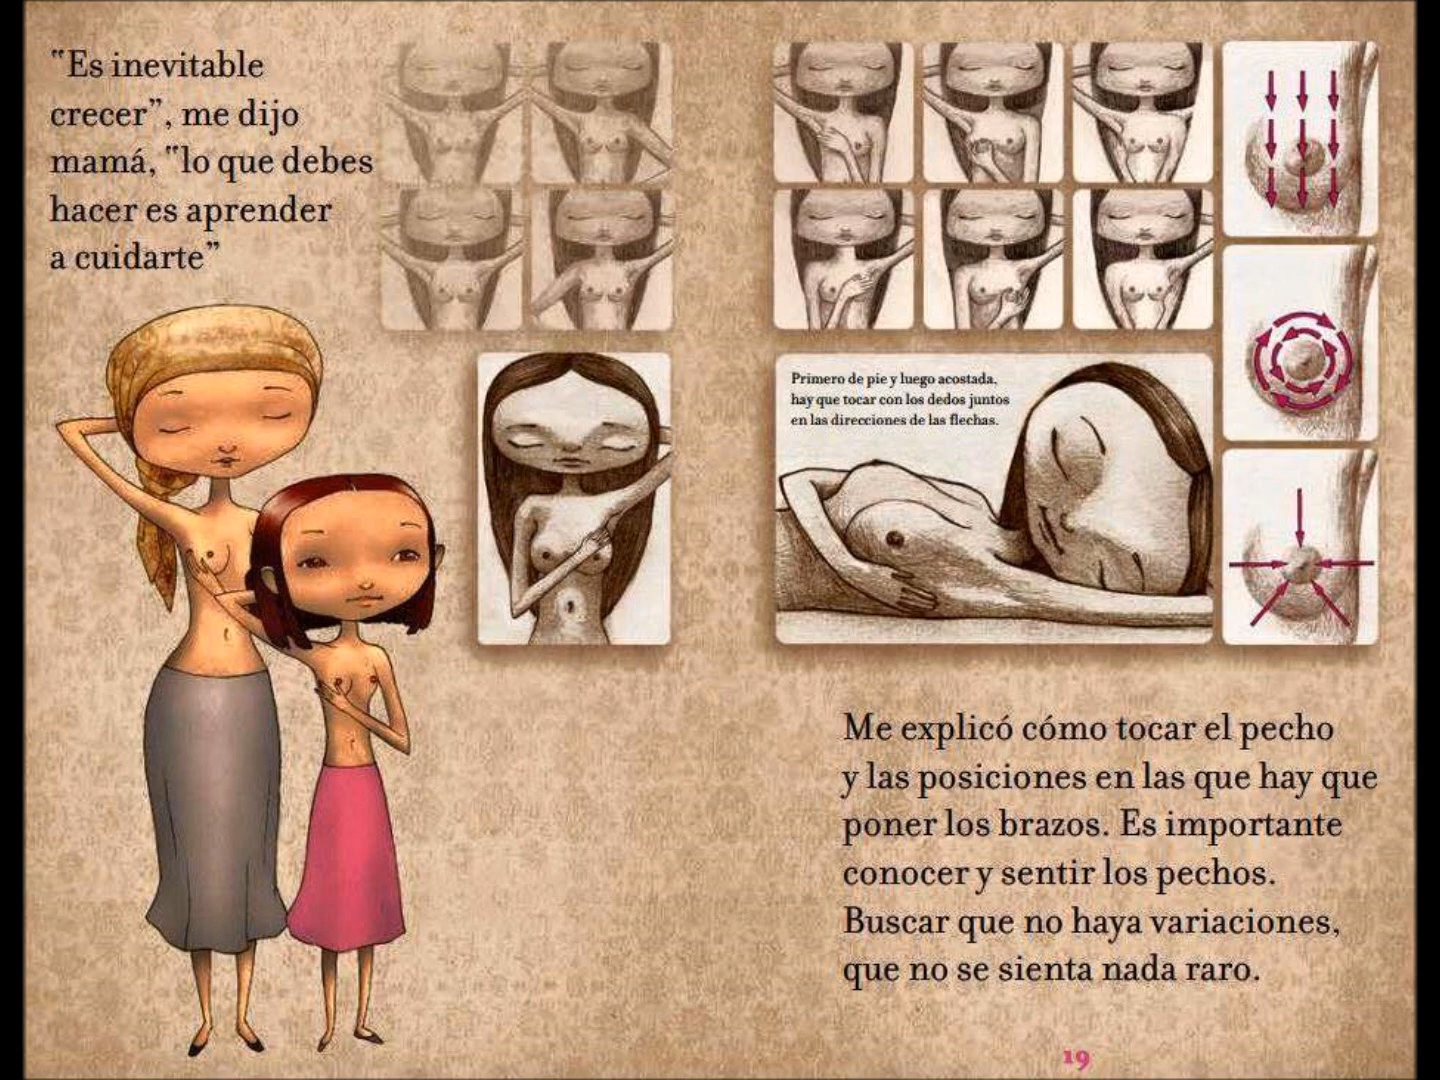 "Es inevitable
crecer", me dijo
mamá, "lo que debes
hacer es aprender
a cuidarte"
Primero de pie y luego acostada,
hay que tocar con los dedos juntos
en las direcciones de las flechas.
Me explicó cómo tocar el pecho
y las posiciones en las que hay que
poner los brazos. Es importante
conocer y sentir los pechos.
Buscar que no haya variaciones,
que no se sienta nada raro.
19